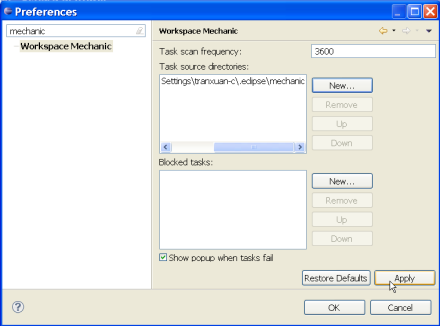 Preferences
mechanic
Workspace Mechanic
Workspace Mechanic
Task scan frequency:
3600
Task source directories:
Settings\tranxuan-c\.eclipse\mechanic
New...
Remove
Up
Down
Blocked tasks:
New...
Remove
Up
Down
Show popup when tasks fail
Restore Defaults
Apply
?
OK
Cancel